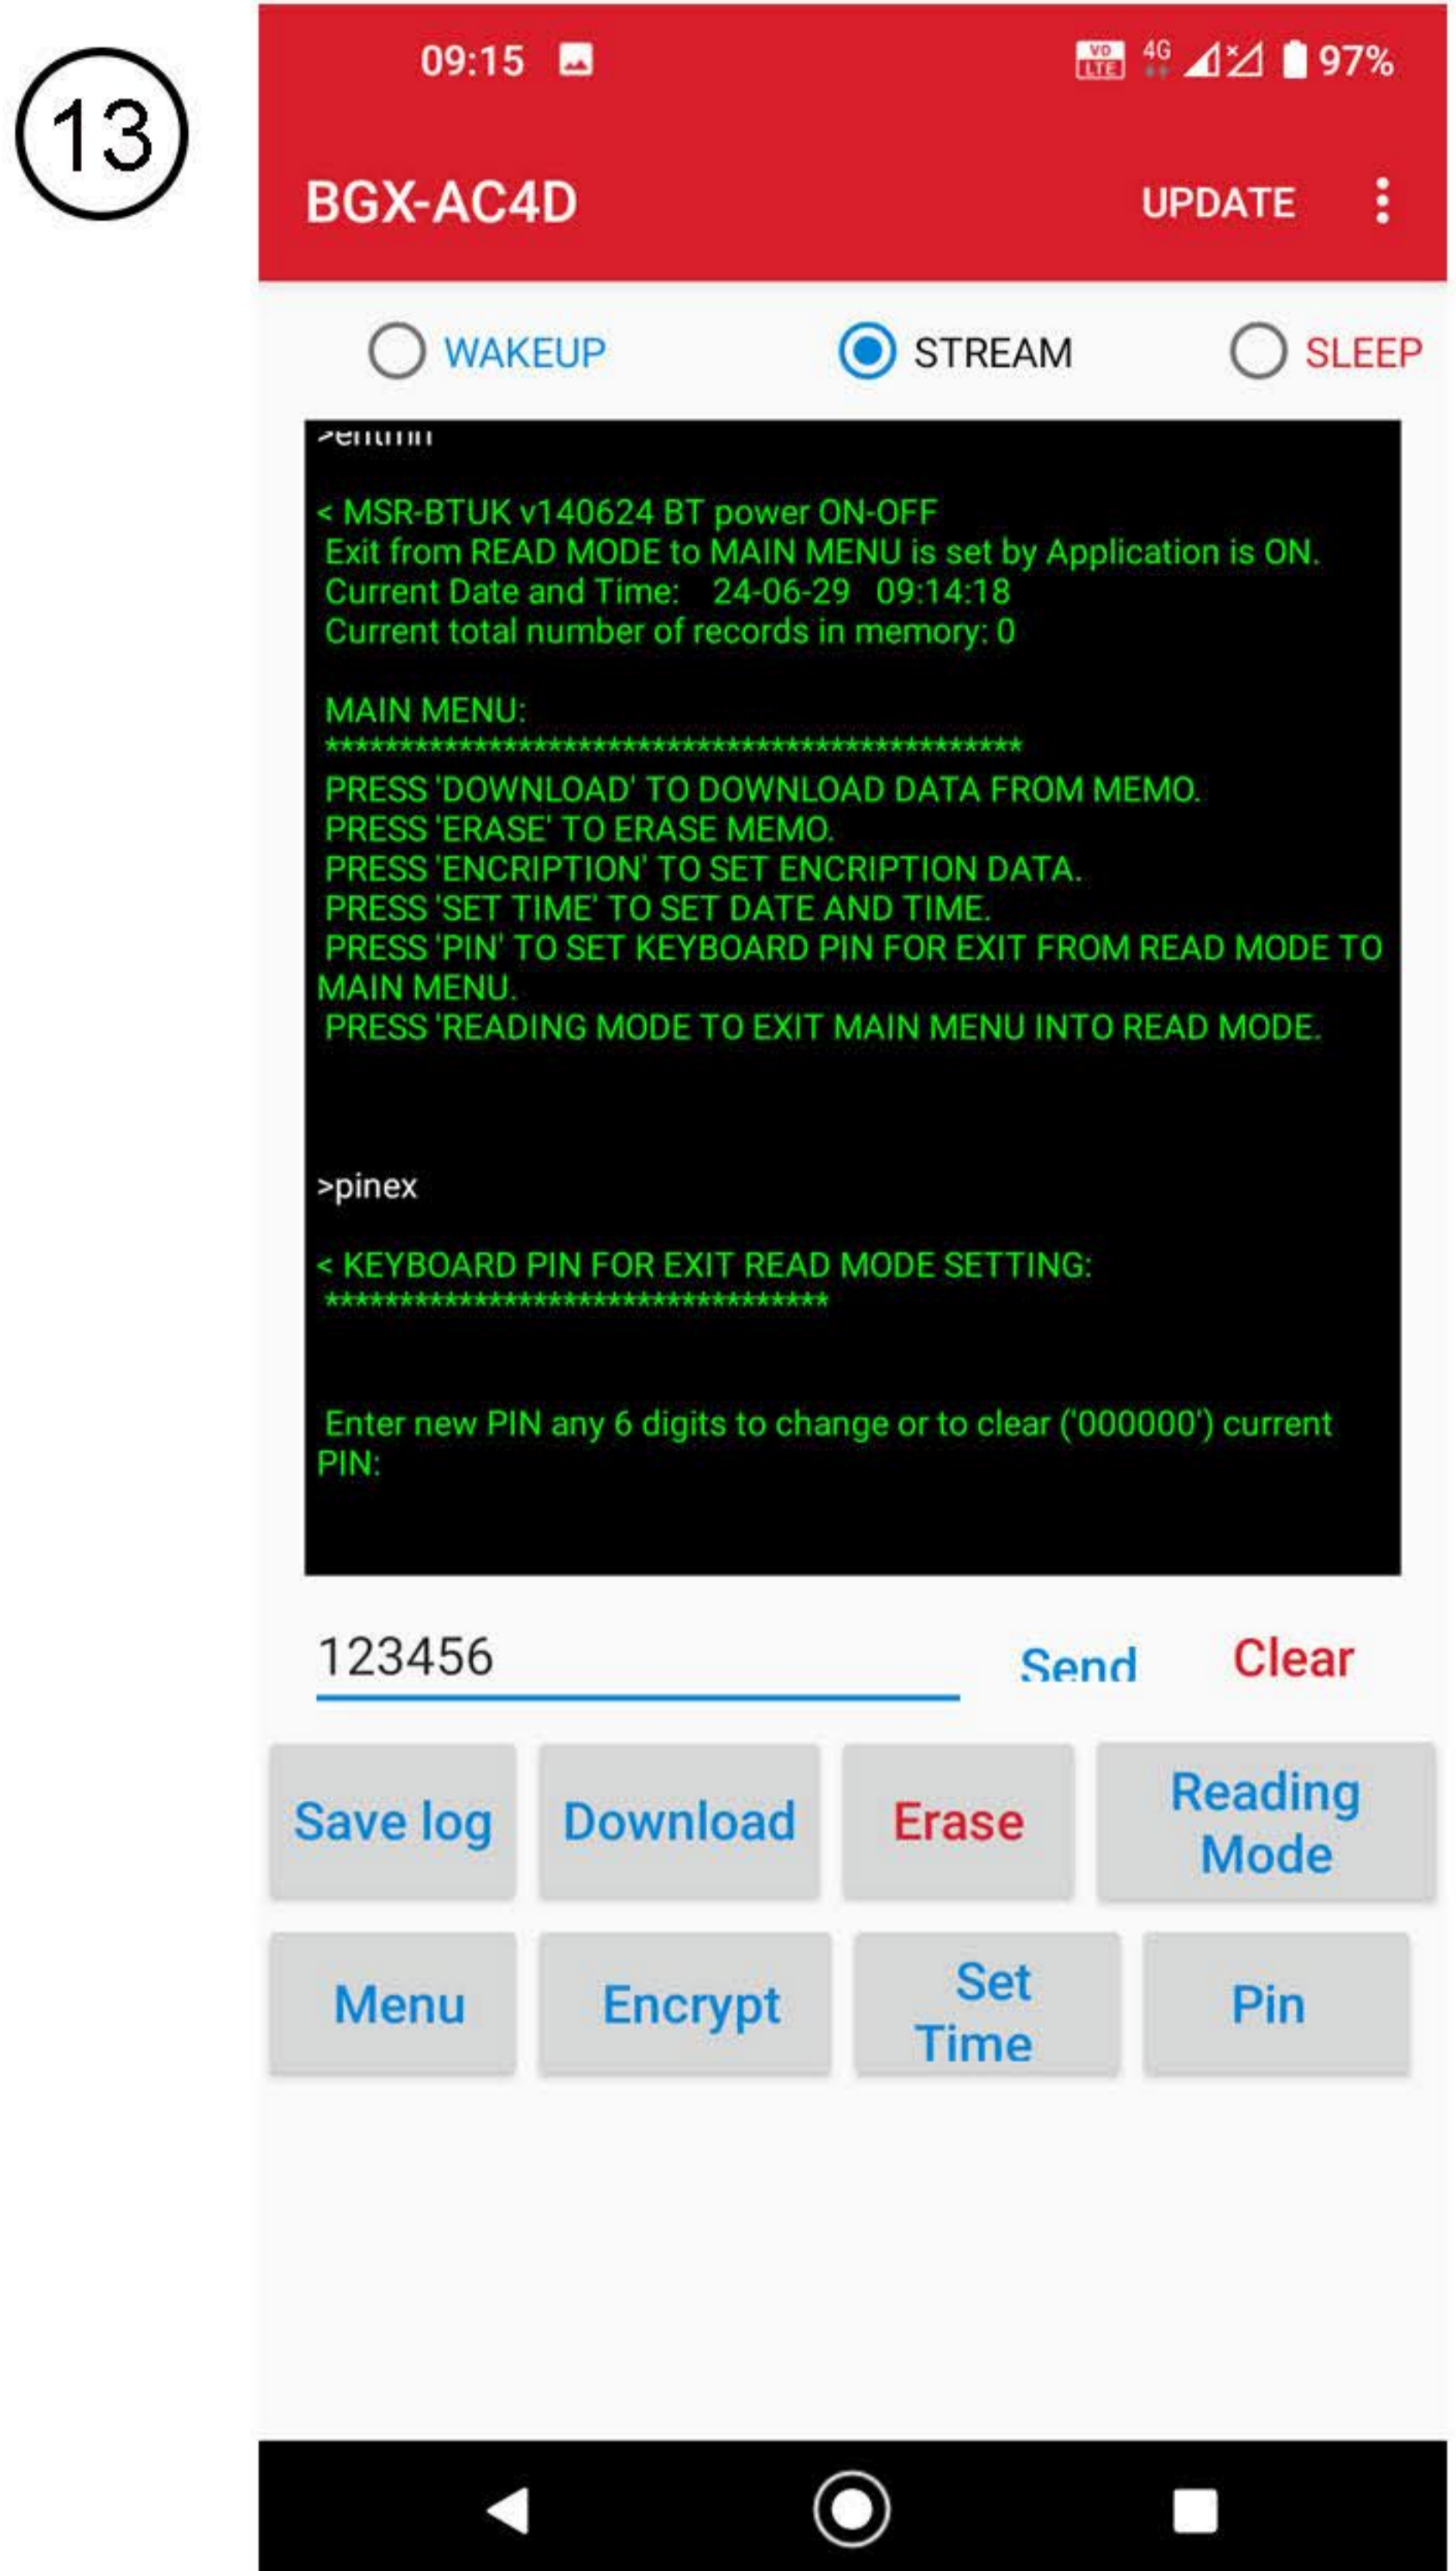 13
09:15 VO LTE 4G 97%
BGX-AC4D UPDATE
WAKEUP STREAM SLEEP
>entmn
< MSR-BTUK v140624 BT power ON-OFF
Exit from READ MODE to MAIN MENU is set by Application is ON.
Current Date and Time: 24-06-29 09:14:18
Current total number of records in memory: 0
MAIN MENU:
***********************************************
PRESS 'DOWNLOAD' TO DOWNLOAD DATA FROM MEMO.
PRESS 'ERASE' TO ERASE MEMO.
PRESS 'ENCRIPTION' TO SET ENCRIPTION DATA.
PRESS 'SET TIME' TO SET DATE AND TIME.
PRESS 'PIN' TO SET KEYBOARD PIN FOR EXIT FROM READ MODE TO
MAIN MENU.
PRESS 'READING MODE TO EXIT MAIN MENU INTO READ MODE.
>pinex
< KEYBOARD PIN FOR EXIT READ MODE SETTING:
**********************************
Enter new PIN any 6 digits to change or to clear ('000000') current
PIN:
123456 Send Clear
Save log Download Erase Reading
Mode
Menu Encrypt Set
Time Pin